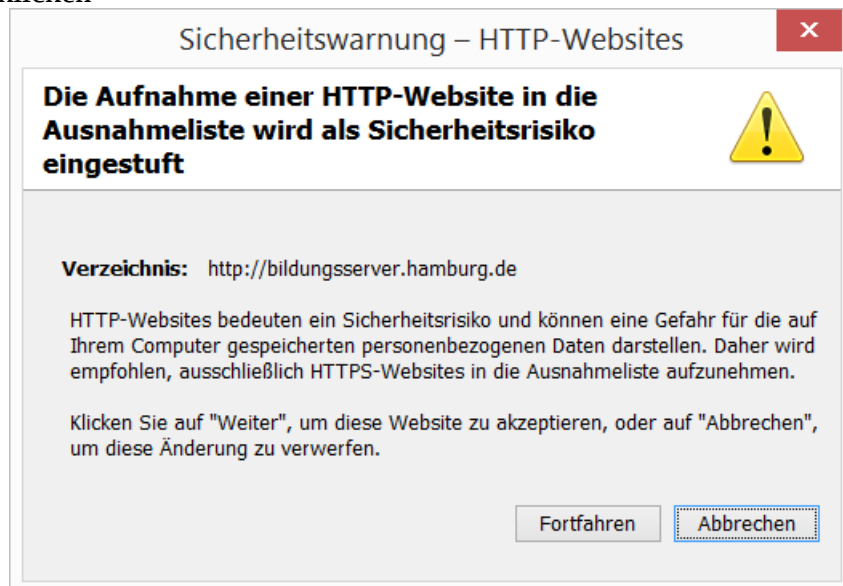 Sicherheitswarnung – HTTP-Websites
Die Aufnahme einer HTTP-Website in die
Ausnahmeliste wird als Sicherheitsrisiko
eingestuft
Verzeichnis: http://bildungsserver.hamburg.de
HTTP-Websites bedeuten ein Sicherheitsrisiko und können eine Gefahr für die auf
Ihrem Computer gespeicherten personenbezogenen Daten darstellen. Daher wird
empfohlen, ausschließlich HTTPS-Websites in die Ausnahmeliste aufzunehmen.
Klicken Sie auf "Weiter", um diese Website zu akzeptieren, oder auf "Abbrechen",
um diese Änderung zu verwerfen.
Fortfahren Abbrechen